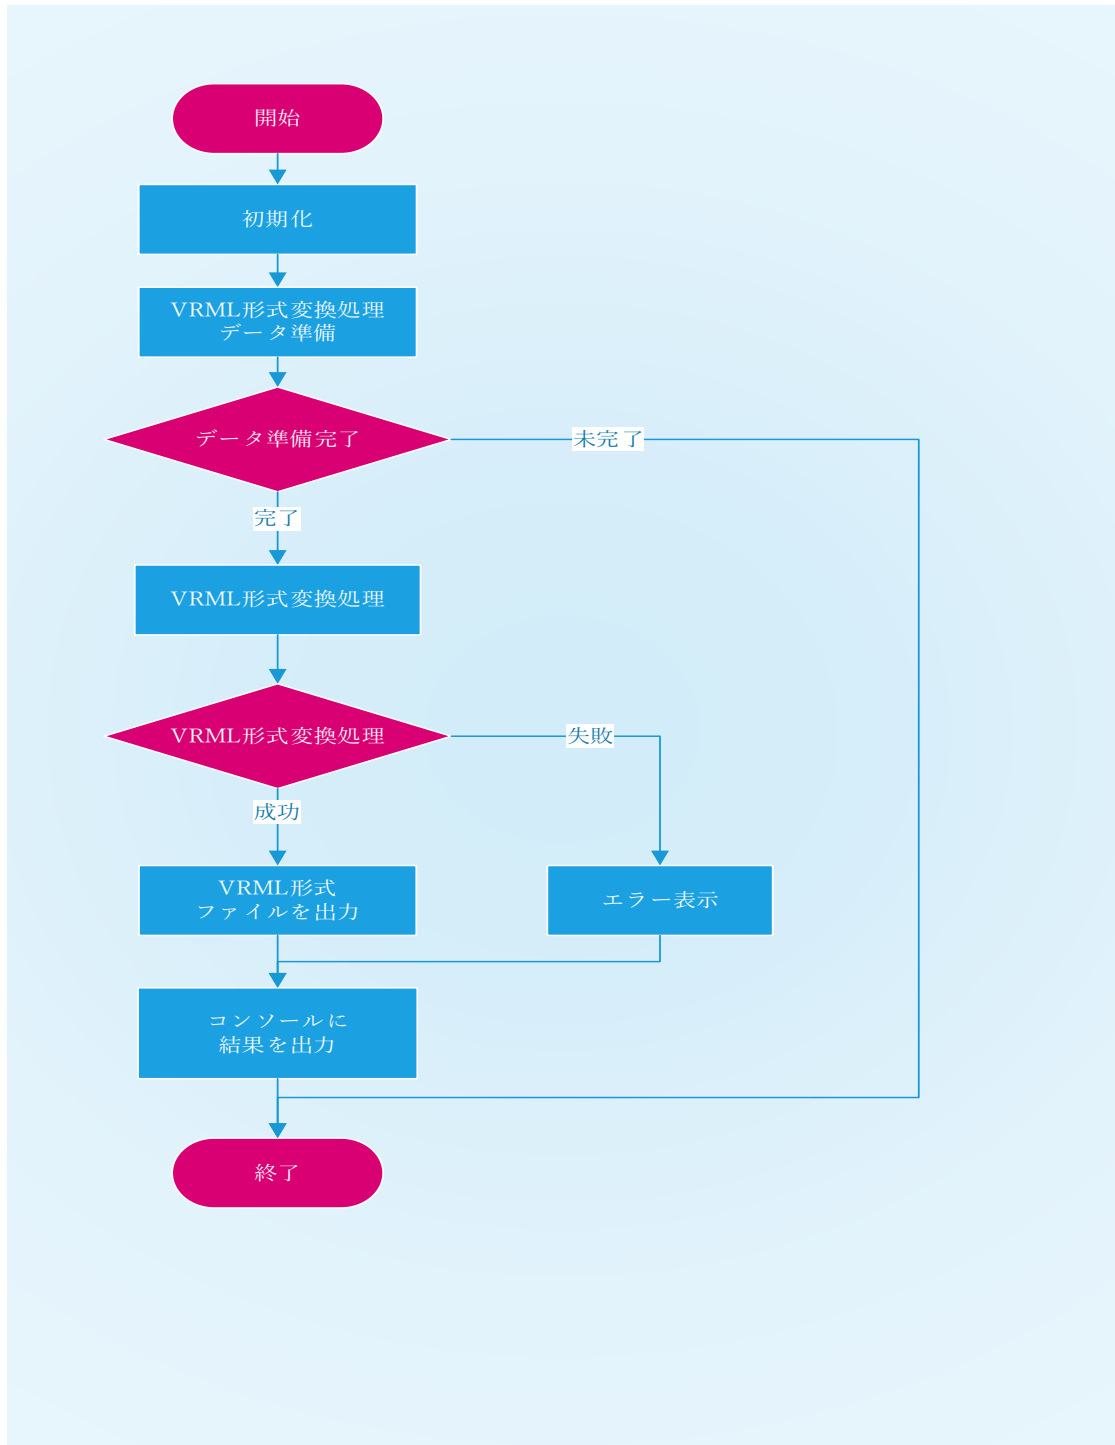 開始
初期化
VRML形式変換処理
データ準備
データ準備完了
未完了
完了
VRML形式変換処理
VRML形式変換処理
失敗
成功
VRML形式
ファイルを出力
エラー表示
コンソールに
結果を出力
終了